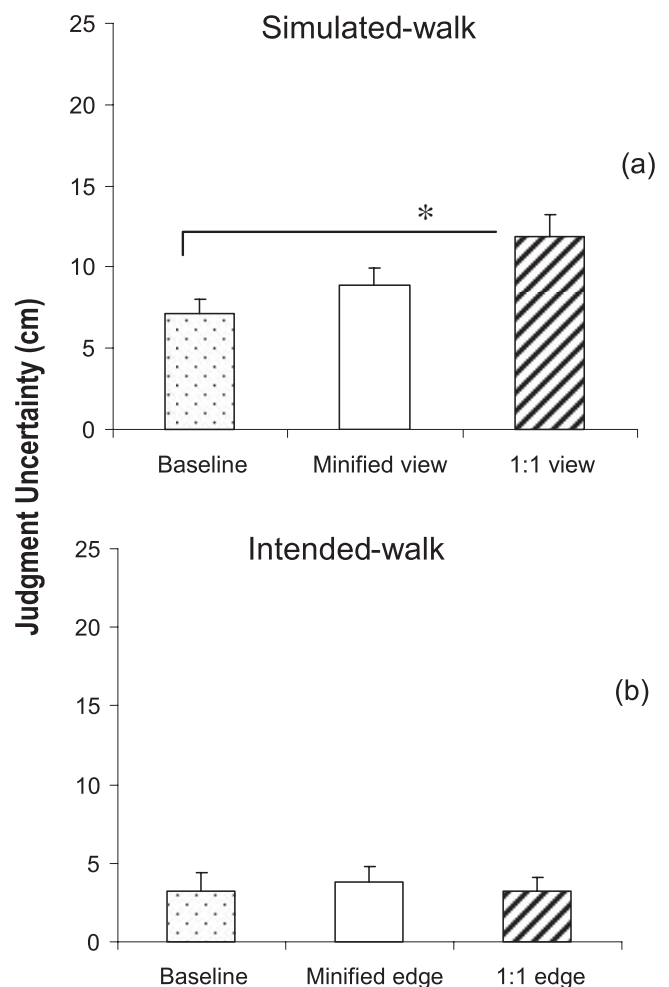 Simulated-walk
(a)
25
20
15
10
5
0
*
Baseline Minified view 1:1 view
Judgment Uncertainty (cm)
Intended-walk
(b)
25
20
15
10
5
0
Baseline Minified edge 1:1 edge